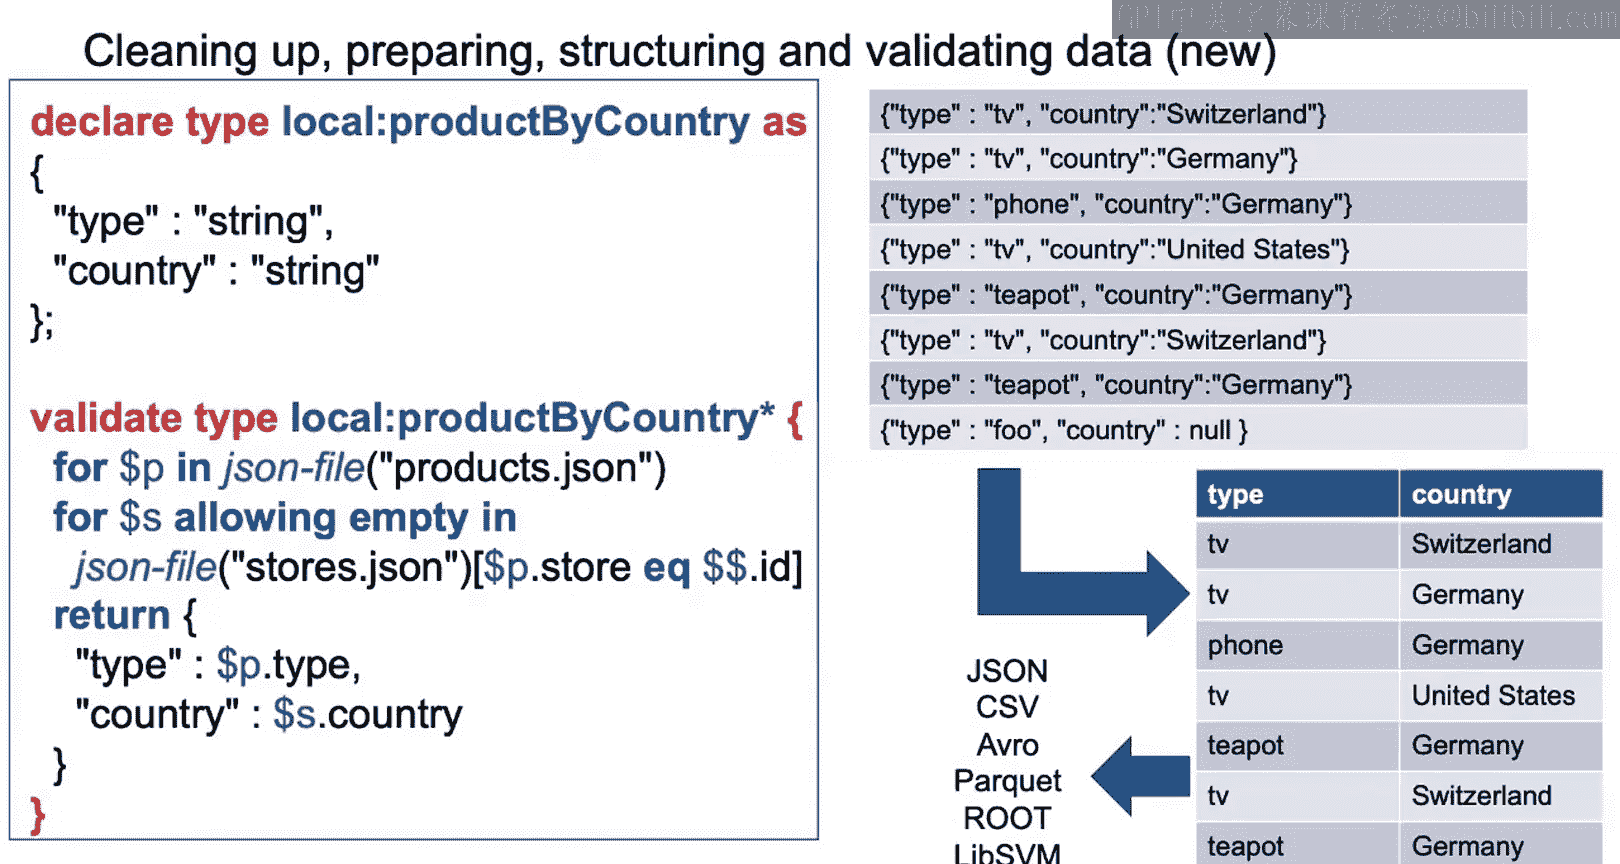 Cleaning up, preparing, structuring and validating data (new)
declare type local:productByCountry as
{
"type" : "string",
"country" : "string"
};
validate type local:productByCountry* {
for $p in json-file("products.json")
for $s allowing empty in
json-file("stores.json")[$p.store eq $$.id]
return {
"type" : $p.type,
"country" : $s.country
}
}
{"type" : "tv", "country":"Switzerland"}
{"type" : "tv", "country":"Germany"}
{"type" : "phone", "country":"Germany"}
{"type" : "tv", "country":"United States"}
{"type" : "teapot", "country":"Germany"}
{"type" : "tv", "country":"Switzerland"}
{"type" : "teapot", "country":"Germany"}
{"type" : "foo", "country" : null }
type country
tv Switzerland
tv Germany
phone Germany
tv United States
teapot Germany
tv Switzerland
teapot Germany
JSON
CSV
Avro
Parquet
ROOT
LibSVM